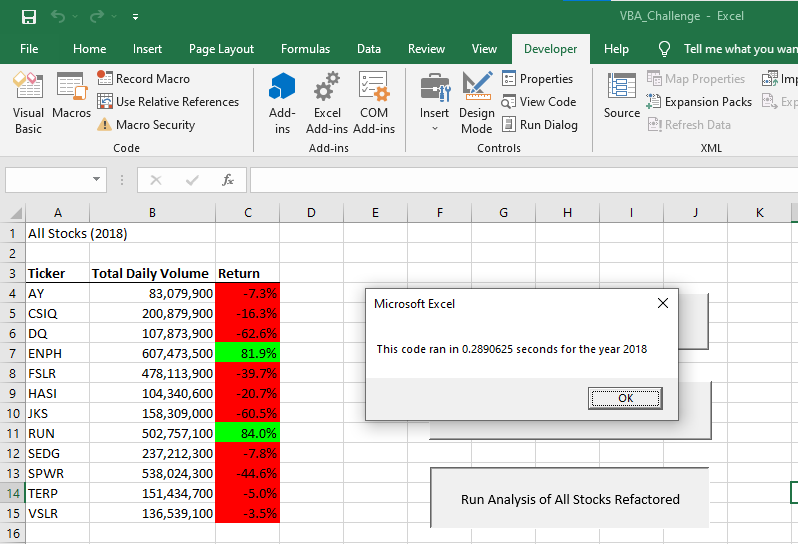 VBA_Challenge - Excel
File Home Insert Page Layout Formulas Data Review View Developer Help Tell me what you wan
Visual Basic
Macros
Record Macro
Use Relative References
Macro Security
Code
Add-ins
Excel Add-ins
COM Add-ins
Add-ins
Insert
Design Mode
Properties
View Code
Run Dialog
Controls
Source
Map Properties
Expansion Packs
Refresh Data
Imp
Exp
XML
fx
A B C D E F G H I J K
1 All Stocks (2018)
2
3 Ticker Total Daily Volume Return
4 AY 83,079,900 -7.3%
5 CSIQ 200,879,900 -16.3%
6 DQ 107,873,900 -62.6%
7 ENPH 607,473,500 81.9%
8 FSLR 478,113,900 -39.7%
9 HASI 104,340,600 -20.7%
10 JKS 158,309,000 -60.5%
11 RUN 502,757,100 84.0%
12 SEDG 237,212,300 -7.8%
13 SPWR 538,024,300 -44.6%
14 TERP 151,434,700 -5.0%
15 VSLR 136,539,100 -3.5%
16
Microsoft Excel
This code ran in 0.2890625 seconds for the year 2018
OK
Run Analysis of All Stocks Refactored